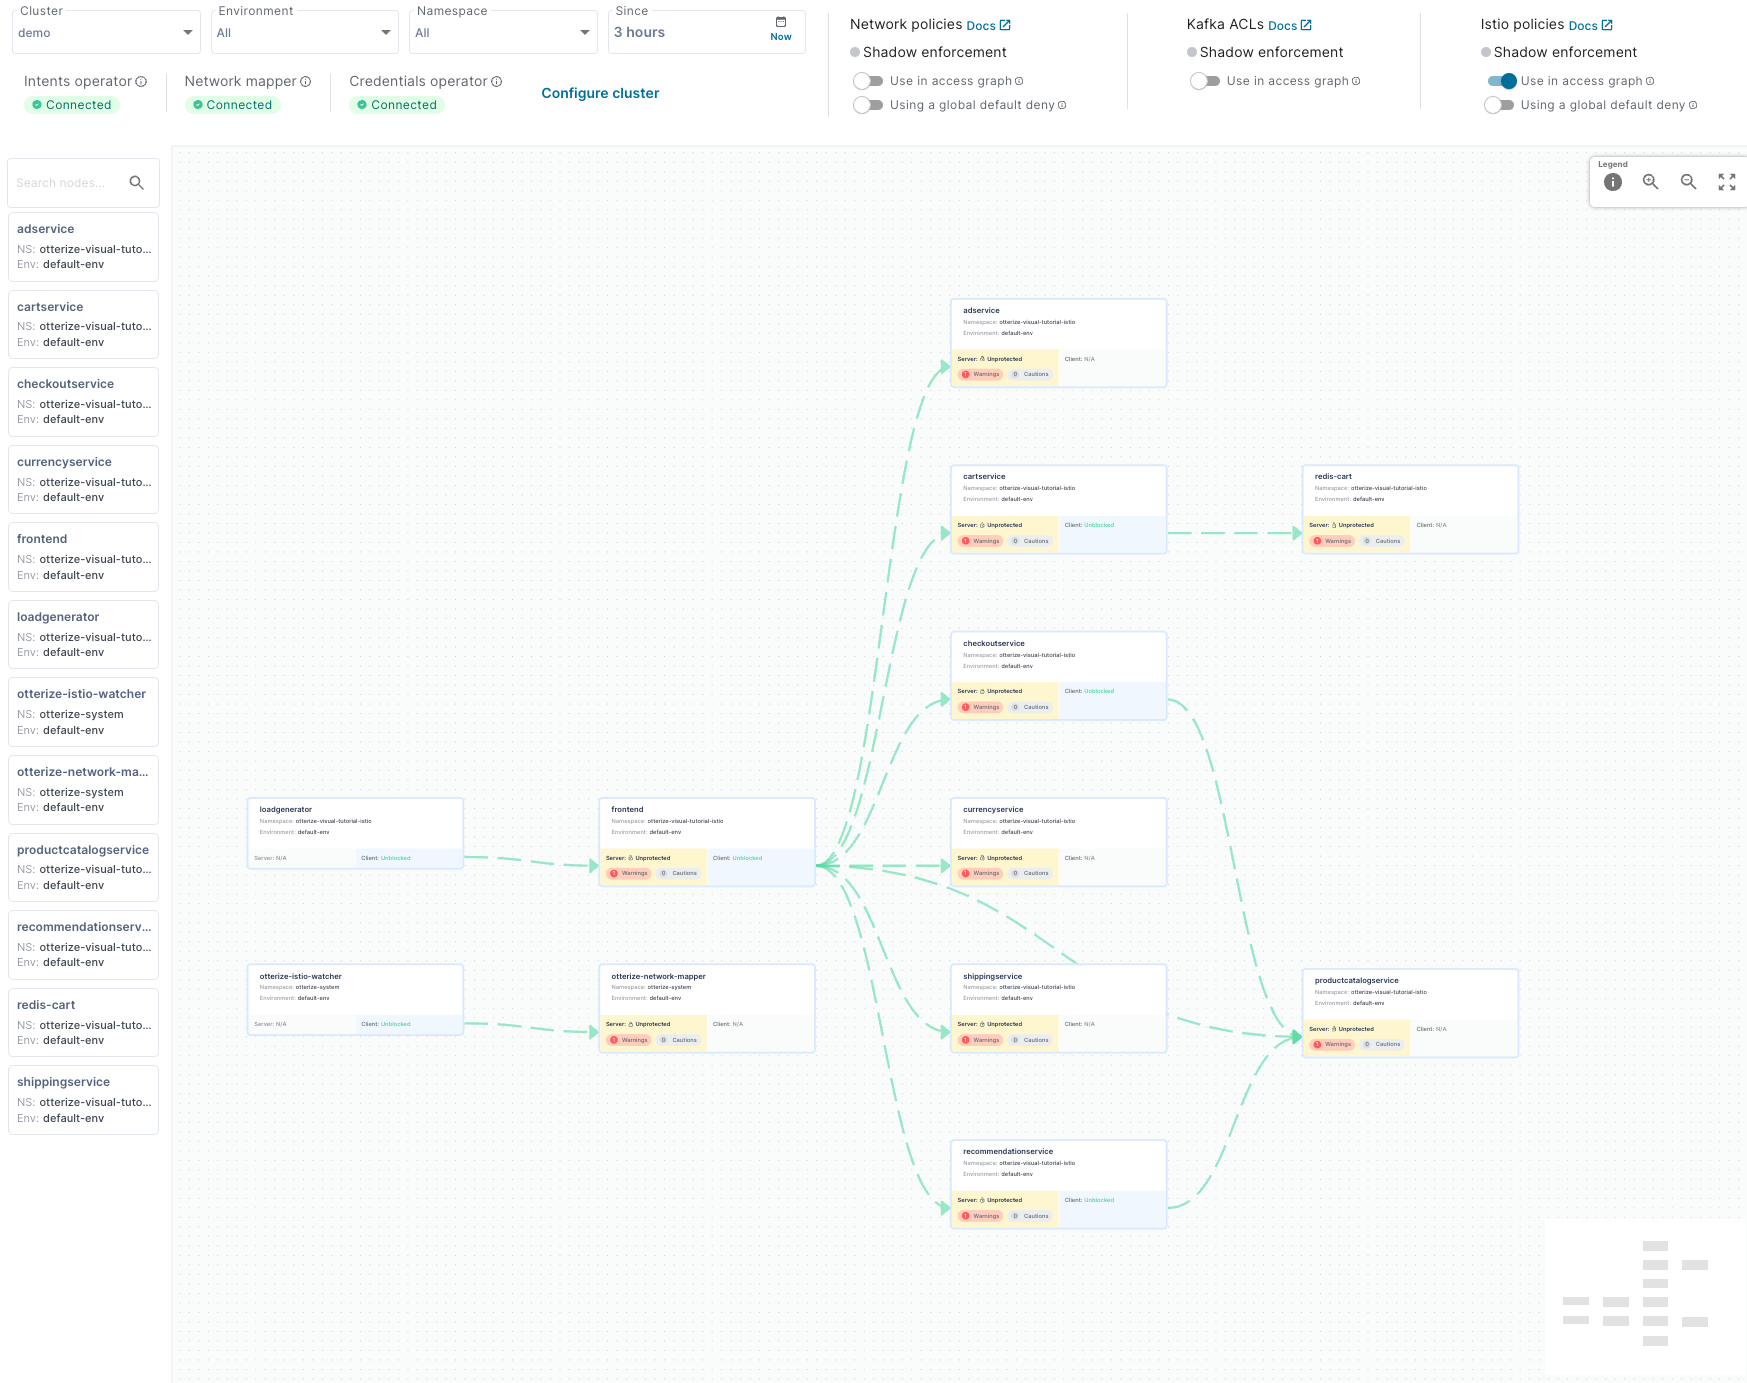 Cluster
demo
Environment
All
Namespace
All
Since
3 hours
Now
Intents operator
Connected
Network mapper
Connected
Credentials operator
Connected
Configure cluster
Network policies Docs
Shadow enforcement
Use in access graph
Using a global default deny
Kafka ACLs Docs
Shadow enforcement
Use in access graph
Istio policies Docs
Shadow enforcement
Use in access graph
Using a global default deny
Search nodes...
adservice
NS: otterize-visual-tuto...
Env: default-env
cartservice
NS: otterize-visual-tuto...
Env: default-env
checkoutservice
NS: otterize-visual-tuto...
Env: default-env
currencyservice
NS: otterize-visual-tuto...
Env: default-env
frontend
NS: otterize-visual-tuto...
Env: default-env
loadgenerator
NS: otterize-visual-tuto...
Env: default-env
otterize-istio-watcher
NS: otterize-system
Env: default-env
otterize-network-ma...
NS: otterize-system
Env: default-env
productcatalogservice
NS: otterize-visual-tuto...
Env: default-env
recommendationserv...
NS: otterize-visual-tuto...
Env: default-env
redis-cart
NS: otterize-visual-tuto...
Env: default-env
shippingservice
NS: otterize-visual-tuto...
Env: default-env
Legend
adservice
Namespace: otterize-visual-tutorial-istio
Environment: default-env
Server: Unprotected
Client: N/A
1 Warnings 0 Cautions
cartservice
Namespace: otterize-visual-tutorial-istio
Environment: default-env
Server: Unprotected
Client: Unblocked
1 Warnings 0 Cautions
redis-cart
Namespace: otterize-visual-tutorial-istio
Environment: default-env
Server: Unprotected
Client: N/A
1 Warnings 0 Cautions
checkoutservice
Namespace: otterize-visual-tutorial-istio
Environment: default-env
Server: Unprotected
Client: Unblocked
1 Warnings 0 Cautions
loadgenerator
Namespace: otterize-visual-tutorial-istio
Environment: default-env
Server: N/A
Client: Unblocked
frontend
Namespace: otterize-visual-tutorial-istio
Environment: default-env
Server: Unprotected
Client: Unblocked
1 Warnings 0 Cautions
currencyservice
Namespace: otterize-visual-tutorial-istio
Environment: default-env
Server: Unprotected
Client: N/A
1 Warnings 0 Cautions
otterize-istio-watcher
Namespace: otterize-system
Environment: default-env
Server: N/A
Client: Unblocked
otterize-network-mapper
Namespace: otterize-system
Environment: default-env
Server: Unprotected
Client: N/A
1 Warnings 0 Cautions
shippingservice
Namespace: otterize-visual-tutorial-istio
Environment: default-env
Server: Unprotected
Client: N/A
1 Warnings 0 Cautions
productcatalogservice
Namespace: otterize-visual-tutorial-istio
Environment: default-env
Server: Unprotected
Client: N/A
1 Warnings 0 Cautions
recommendationservice
Namespace: otterize-visual-tutorial-istio
Environment: default-env
Server: Unprotected
Client: Unblocked
1 Warnings 0 Cautions